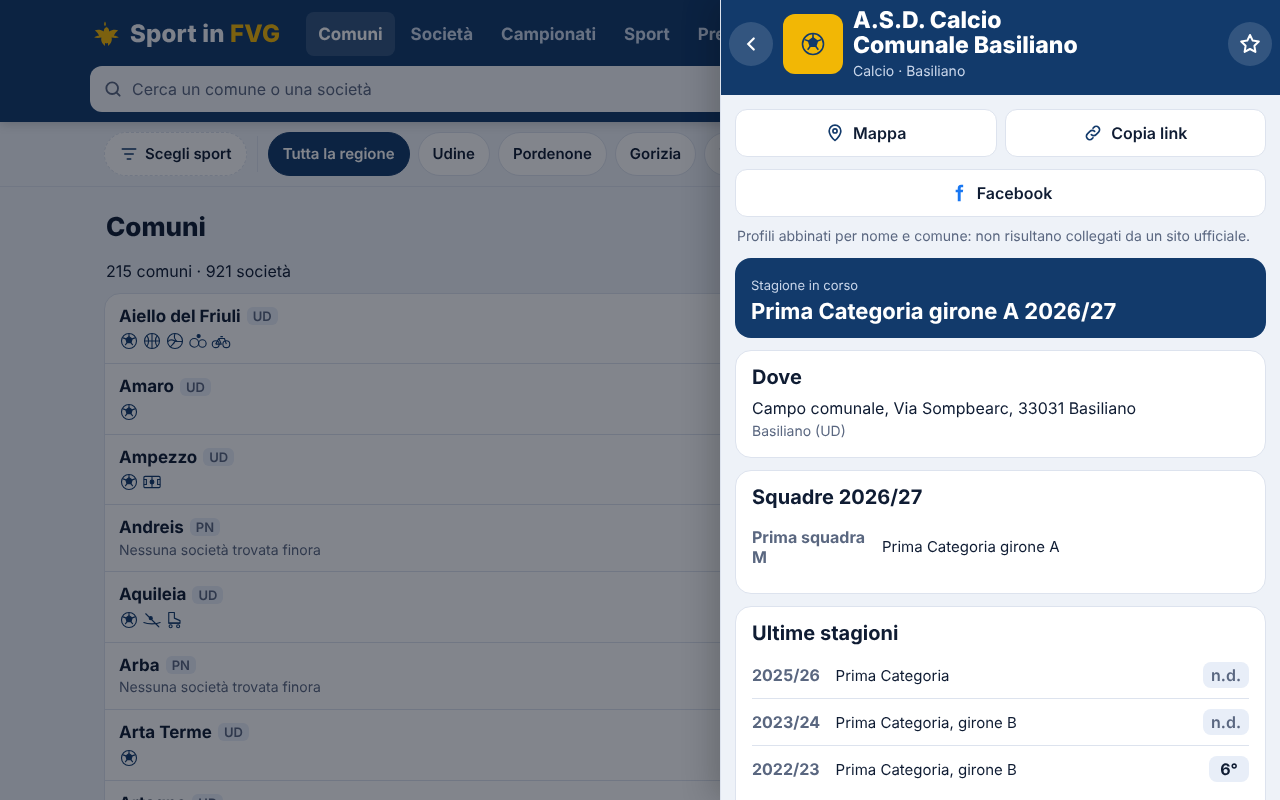 Sport in FVG
Comuni
Società
Campionati
Sport
Cerca un comune o una società
Scegli sport
Tutta la regione
Udine
Pordenone
Gorizia
Comuni
215 comuni · 921 società
Aiello del Friuli UD
Amaro UD
Ampezzo UD
Andreis PN
Nessuna società trovata finora
Aquileia UD
Arba PN
Nessuna società trovata finora
Arta Terme UD
A.S.D. Calcio
Comunale Basiliano
Calcio · Basiliano
Mappa
Copia link
Facebook
Profili abbinati per nome e comune: non risultano collegati da un sito ufficiale.
Stagione in corso
Prima Categoria girone A 2026/27
Dove
Campo comunale, Via Sompbearc, 33031 Basiliano
Basiliano (UD)
Squadre 2026/27
Prima squadra
M
Prima Categoria girone A
Ultime stagioni
2025/26 Prima Categoria n.d.
2023/24 Prima Categoria, girone B n.d.
2022/23 Prima Categoria, girone B 6°